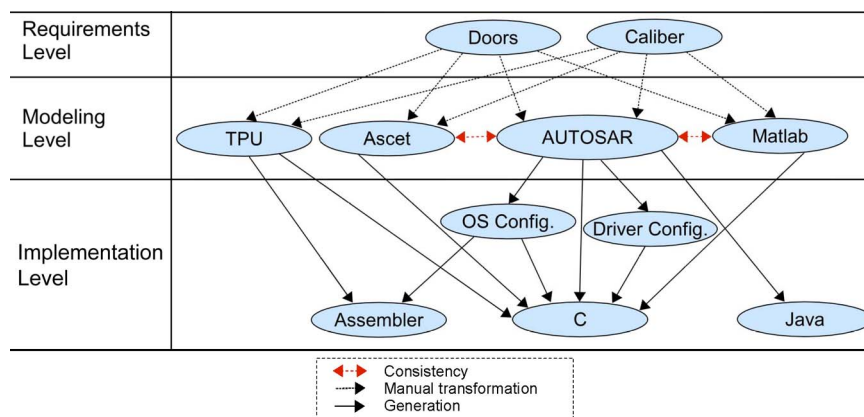 Requirements
Level
Doors
Caliber
Modeling
Level
TPU
Ascet
AUTOSAR
Matlab
Implementation
Level
OS Config.
Driver Config.
Assembler
C
Java
Consistency
Manual transformation
Generation